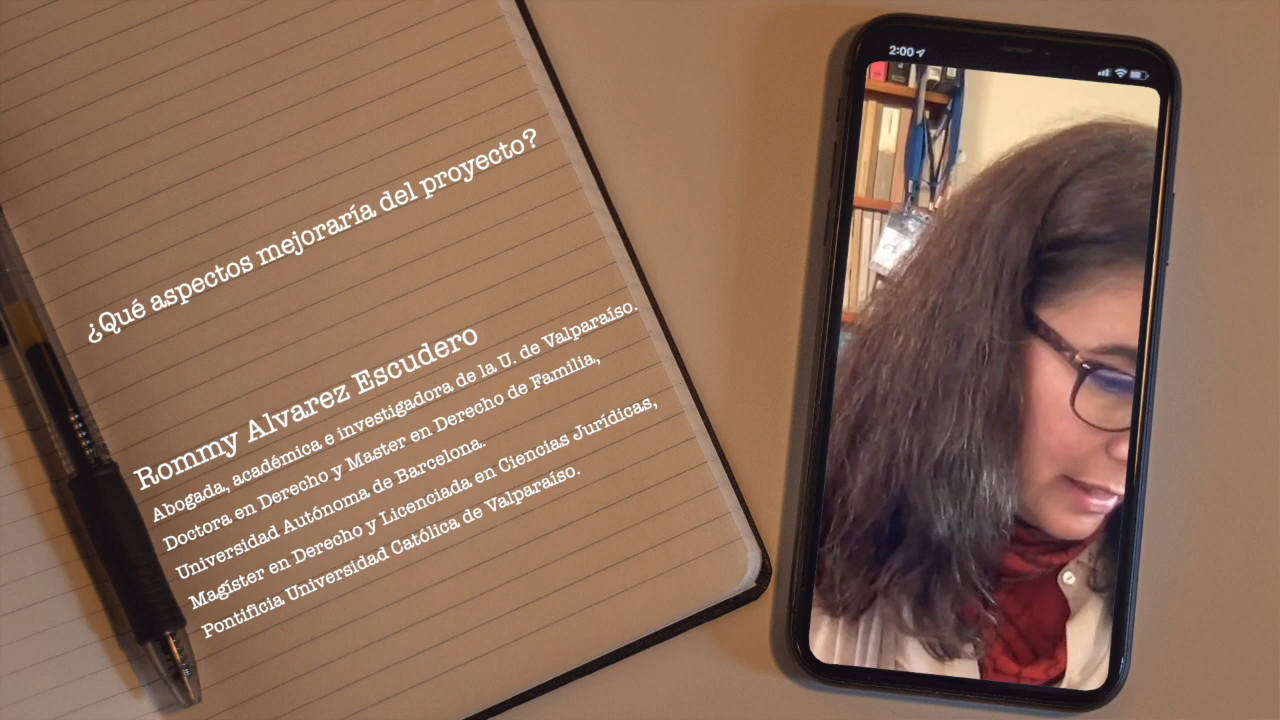 ¿Qué aspectos mejoraría del proyecto?
Rommy Alvarez Escudero
Abogada, académica e investigadora de la U. de Valparaíso.
Doctora en Derecho y Master en Derecho de Familia,
Universidad Autónoma de Barcelona.
Magíster en Derecho y Licenciada en Ciencias Jurídicas,
Pontificia Universidad Católica de Valparaíso.
2:00